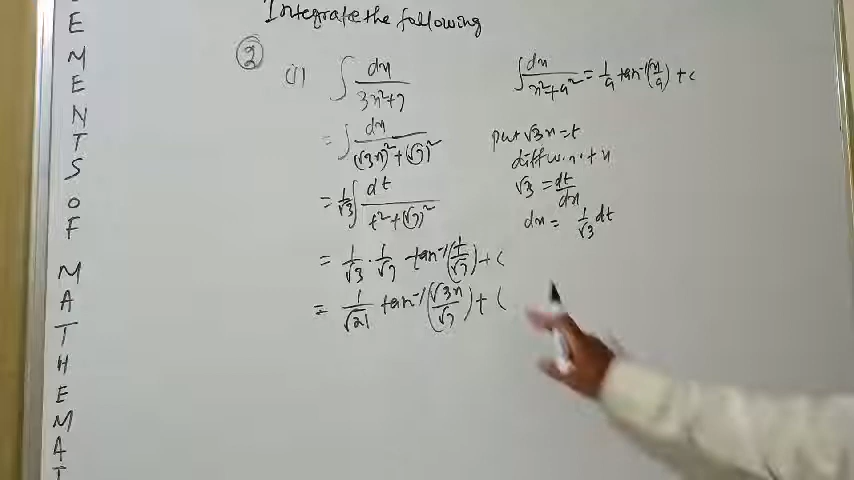 E
M
E
N
T
S
O
F
M
A
T
H
E
M
A
T
Integrate the following
② (i) ∫ dx / 3x²+7
= ∫ dx / (√3x)²+(√7)²
= 1/√3 ∫ dt / t²+(√7)²
= 1/√3 · 1/√7 tan⁻¹(t/√7)+c
= 1/√21 tan⁻¹(√3x/√7)+c
∫ dx / x²+a² = 1/a tan⁻¹(x/a)+c
put √3x=t
diff w.r.t x
√3 = dt/dx
dx = 1/√3 dt